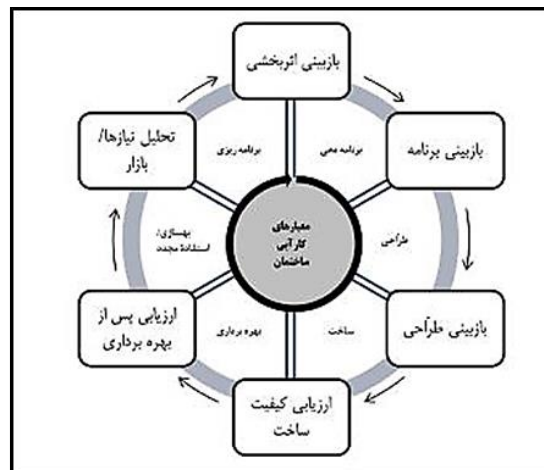 بازبینی اثربخشی
تحلیل نیازها/
بازار
برنامه ریزی
برنامه دهی
بازبینی برنامه
معیارهای
کارآیی
ساختمان
بهسازی/
استفادهٔ مجدد
طراحی
ارزیابی پس از
بهره برداری
بهره برداری
ساخت
بازبینی طراحی
ارزیابی کیفیت
ساخت